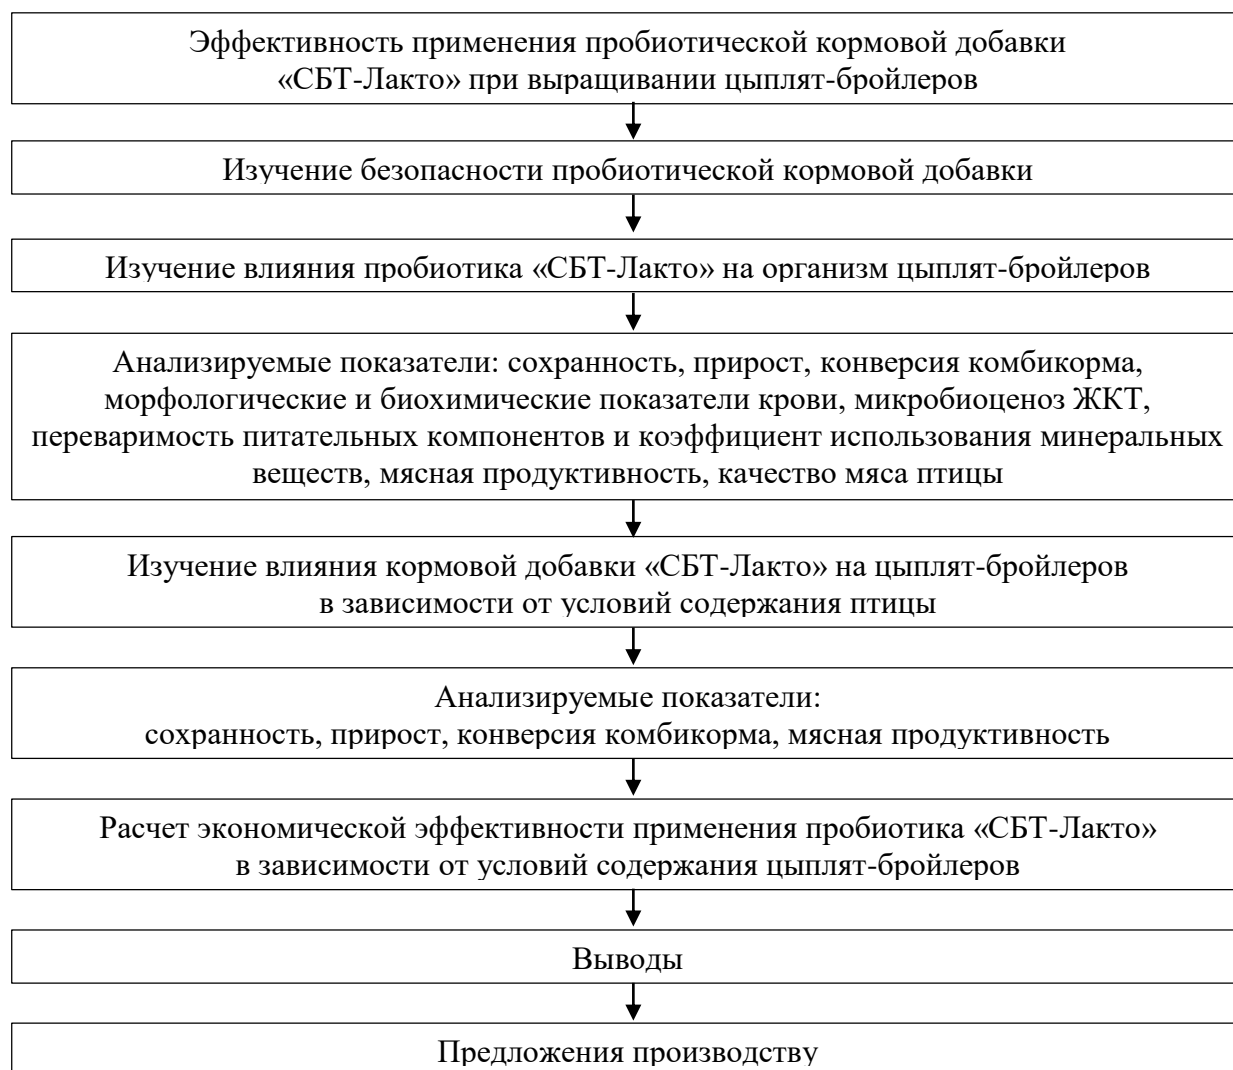 Эффективность применения пробиотической кормовой добавки
«СБТ-Лакто» при выращивании цыплят-бройлеров
Изучение безопасности пробиотической кормовой добавки
Изучение влияния пробиотика «СБТ-Лакто» на организм цыплят-бройлеров
Анализируемые показатели: сохранность, прирост, конверсия комбикорма,
морфологические и биохимические показатели крови, микробиоценоз ЖКТ,
переваримость питательных компонентов и коэффициент использования минеральных
веществ, мясная продуктивность, качество мяса птицы
Изучение влияния кормовой добавки «СБТ-Лакто» на цыплят-бройлеров
в зависимости от условий содержания птицы
Анализируемые показатели:
сохранность, прирост, конверсия комбикорма, мясная продуктивность
Расчет экономической эффективности применения пробиотика «СБТ-Лакто»
в зависимости от условий содержания цыплят-бройлеров
Выводы
Предложения производству